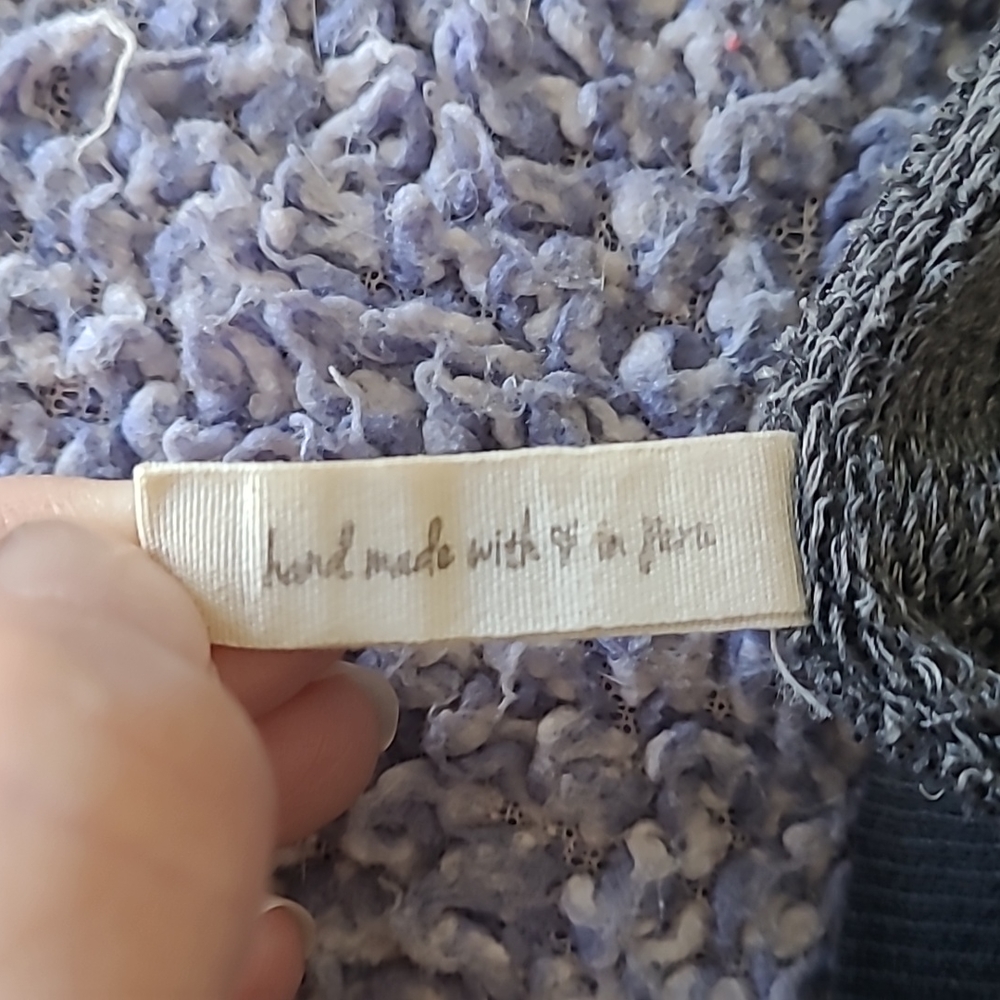 hand made with ♡ in peru